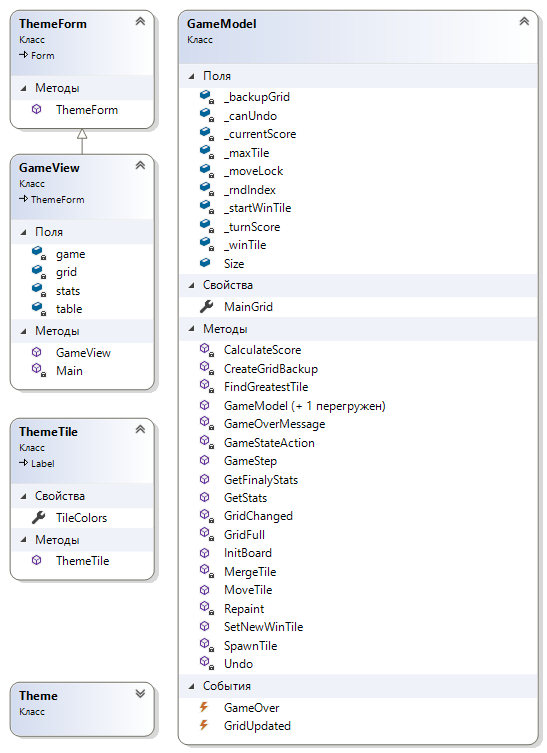 ThemeForm
Класс
Form
Методы
ThemeForm
GameView
Класс
ThemeForm
Поля
game
grid
stats
table
Методы
GameView
Main
ThemeTile
Класс
Label
Свойства
TileColors
Методы
ThemeTile
Theme
Класс
GameModel
Класс
Поля
_backupGrid
_canUndo
_currentScore
_maxTile
_moveLock
_rndIndex
_startWinTile
_turnScore
_winTile
Size
Свойства
MainGrid
Методы
CalculateScore
CreateGridBackup
FindGreatestTile
GameModel (+ 1 перегружен)
GameOverMessage
GameStateAction
GameStep
GetFinalyStats
GetStats
GridChanged
GridFull
InitBoard
MergeTile
MoveTile
Repaint
SetNewWinTile
SpawnTile
Undo
События
GameOver
GridUpdated